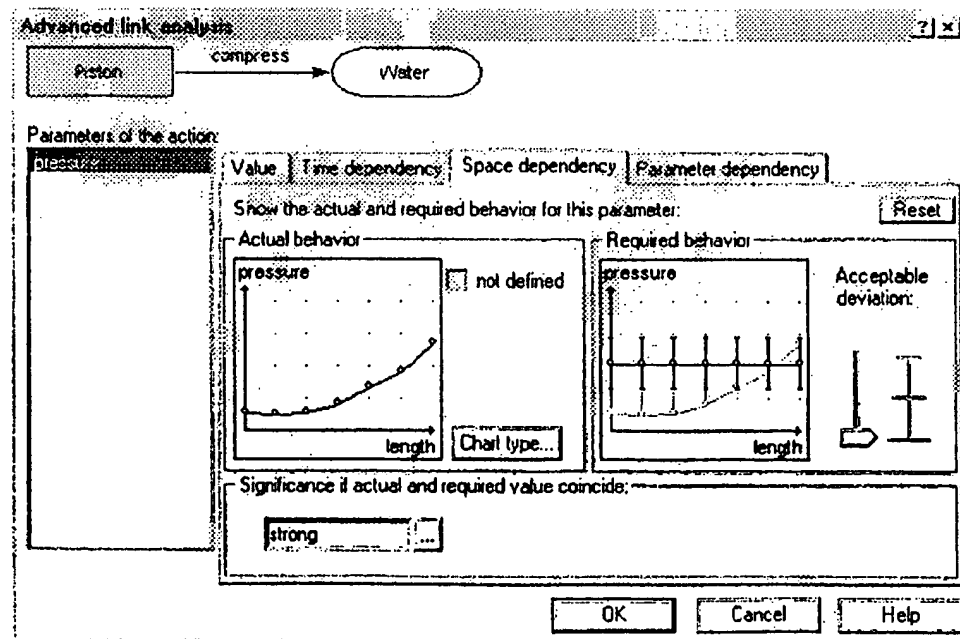 Advanced link analysis
? ×
compress
Piston
Water
Parameters of the action:
pressure
Value
Time dependency
Space dependency
Parameter dependency
Show the actual and required behavior for this parameter:
Reset
Actual behavior
pressure
not defined
length
Chart type...
Required behavior
pressure
Acceptable
deviation:
length
Significance if actual and required value coincide:
strong
...
OK
Cancel
Help